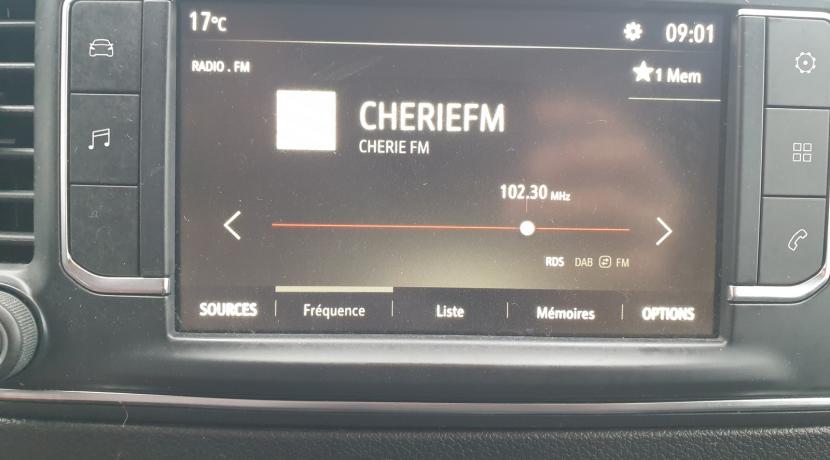 17°C 09:01
RADIO . FM
1 Mem
CHERIEFM
CHERIE FM
102.30 MHz
RDS DAB FM
SOURCES Fréquence Liste Mémoires OPTIONS